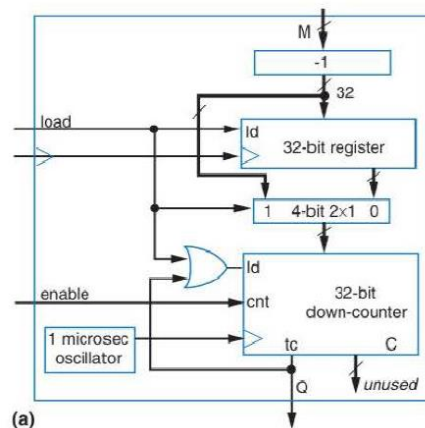 M
-1
32
load
ld
32-bit register
1 4-bit 2x1 0
ld
enable
cnt
32-bit
down-counter
1 microsec
oscillator
tc C
Q
unused
(a)